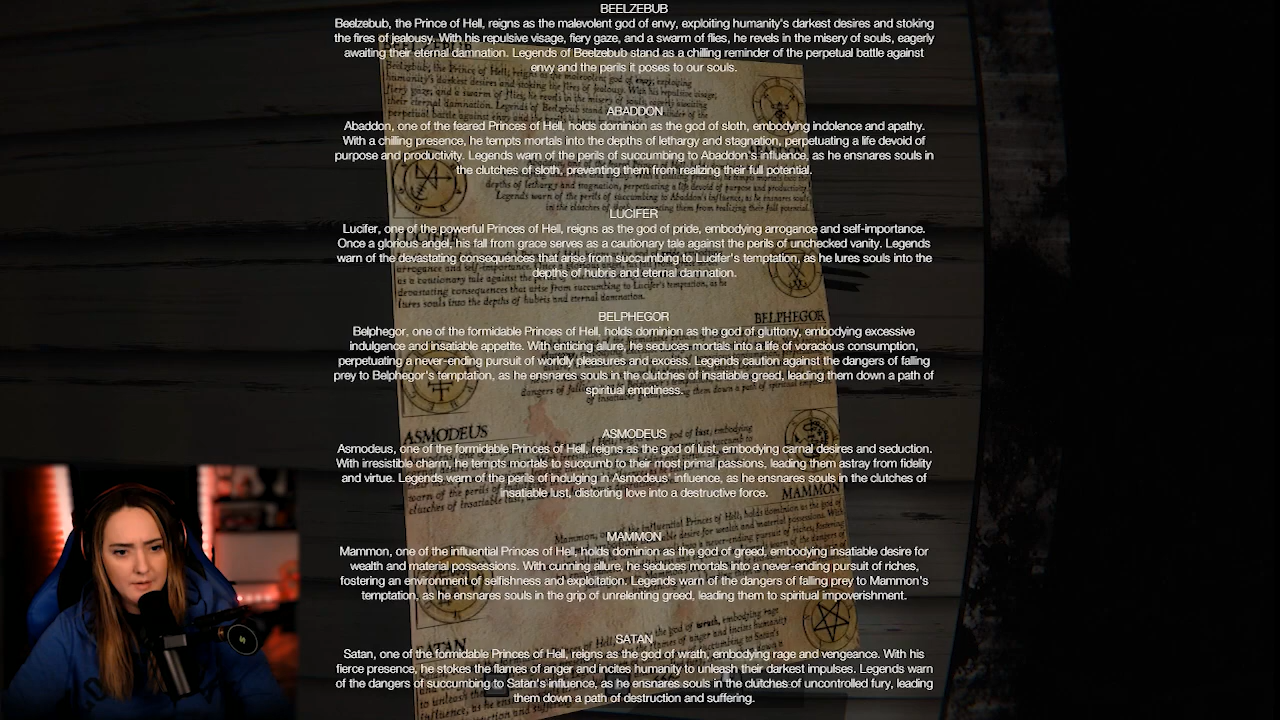 BEELZEBUB
Beelzebub, the Prince of Hell, reigns as the malevolent god of envy, exploiting humanity's darkest desires and stoking
the fires of jealousy. With his repulsive visage, fiery gaze, and a swarm of flies, he revels in the misery of souls, eagerly
awaiting their eternal damnation. Legends of Beelzebub stand as a chilling reminder of the perpetual battle against
envy and the perils it poses to our souls.
ABADDON
Abaddon, one of the feared Princes of Hell, holds dominion as the god of sloth, embodying indolence and apathy.
With a chilling presence, he tempts mortals into the depths of lethargy and stagnation, perpetuating a life devoid of
purpose and productivity. Legends warn of the perils of succumbing to Abaddon's influence, as he ensnares souls in
the clutches of sloth, preventing them from realizing their full potential.
LUCIFER
Lucifer, one of the powerful Princes of Hell, reigns as the god of pride, embodying arrogance and self-importance.
Once a glorious angel, his fall from grace serves as a cautionary tale against the perils of unchecked vanity. Legends
warn of the devastating consequences that arise from succumbing to Lucifer's temptation, as he lures souls into the
depths of hubris and eternal damnation.
BELPHEGOR
Belphegor, one of the formidable Princes of Hell, holds dominion as the god of gluttony, embodying excessive
indulgence and insatiable appetite. With enticing allure, he seduces mortals into a life of voracious consumption,
perpetuating a never-ending pursuit of worldly pleasures and excess. Legends caution against the dangers of falling
prey to Belphegor's temptation, as he ensnares souls in the clutches of insatiable greed, leading them down a path of
spiritual emptiness.
ASMODEUS
Asmodeus, one of the formidable Princes of Hell, reigns as the god of lust, embodying carnal desires and seduction.
With irresistible charm, he tempts mortals to succumb to their most primal passions, leading them astray from fidelity
and virtue. Legends warn of the perils of indulging in Asmodeus' influence, as he ensnares souls in the clutches of
insatiable lust, distorting love into a destructive force.
MAMMON
Mammon, one of the influential Princes of Hell, holds dominion as the god of greed, embodying insatiable desire for
wealth and material possessions. With cunning allure, he seduces mortals into a never-ending pursuit of riches,
fostering an environment of selfishness and exploitation. Legends warn of the dangers of falling prey to Mammon's
temptation, as he ensnares souls in the grip of unrelenting greed, leading them to spiritual impoverishment.
SATAN
Satan, one of the formidable Princes of Hell, reigns as the god of wrath, embodying rage and vengeance. With his
fierce presence, he stokes the flames of anger and incites humanity to unleash their darkest impulses. Legends warn
of the dangers of succumbing to Satan's influence, as he ensnares souls in the clutches of uncontrolled fury, leading
them down a path of destruction and suffering.
BELPHEGOR
ASMODEUS
MAMMON